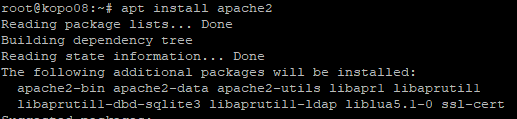 root@kopo08:~# apt install apache2
Reading package lists... Done
Building dependency tree
Reading state information... Done
The following additional packages will be installed:
apache2-bin apache2-data apache2-utils libapr1 libaprutil1
libaprutil1-dbd-sqlite3 libaprutil1-ldap liblua5.1-0 ssl-cert
Suggested packages: